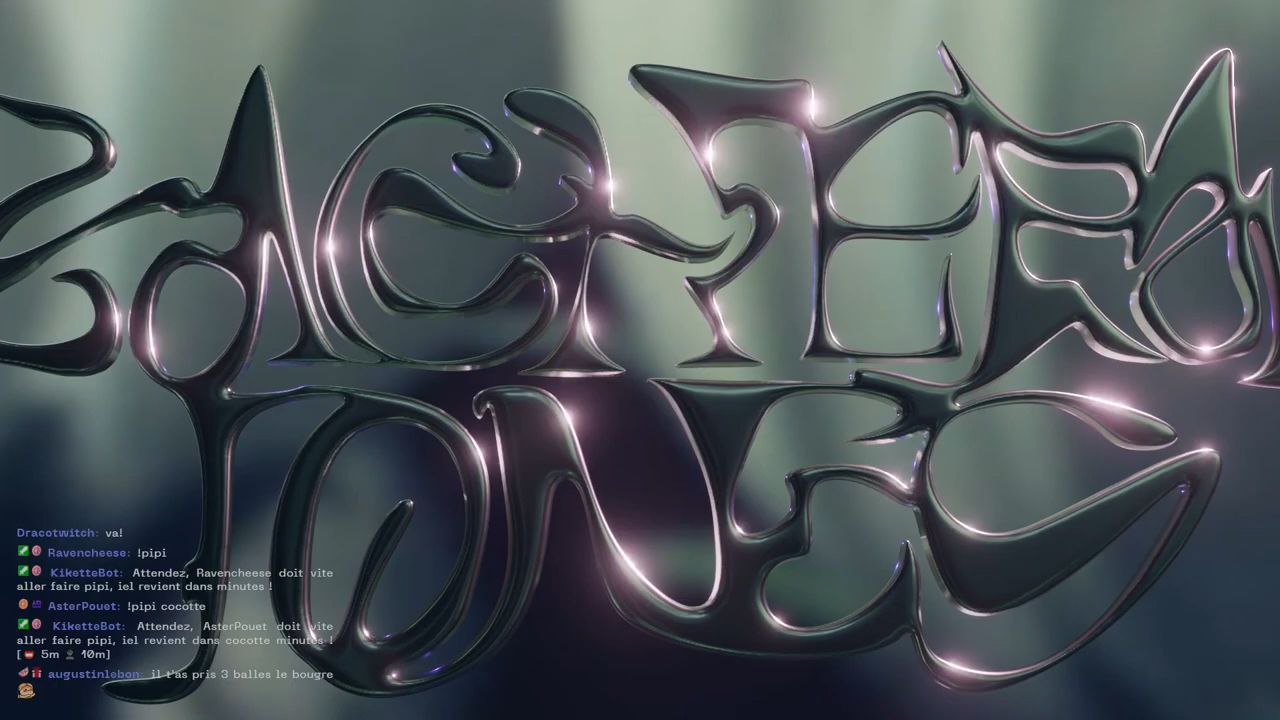 JONES
Dracotwitch: va!
Ravencheese: !pipi
KiketteBot: Attendez, Ravencheese doit vite
aller faire pipi, iel revient dans minutes !
AsterPouet: !pipi cocotte
KiketteBot: Attendez, AsterPouet doit vite
aller faire pipi, iel revient dans cocotte minutes !
[ 5m 10m]
augustinlebon il t'as pris 3 balles le bougre